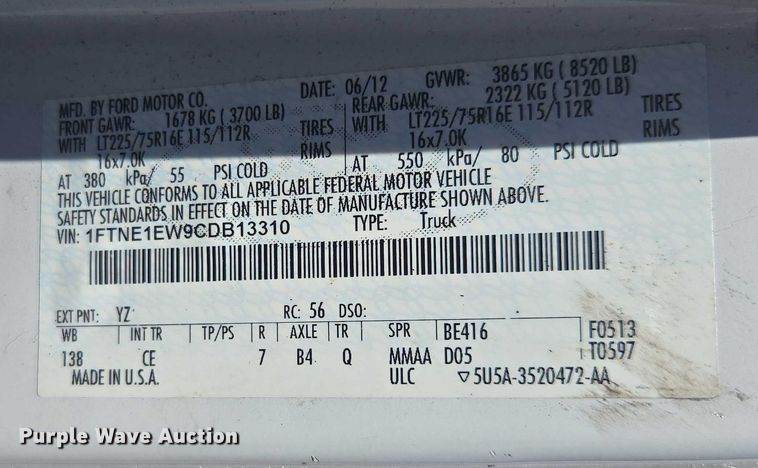 MFD. BY FORD MOTOR CO. DATE: 06/12 GVWR: 3865 KG ( 8520 LB)
FRONT GAWR: 1678 KG ( 3700 LB) REAR GAWR: 2322 KG ( 5120 LB)
WITH LT225/75R16E 115/112R TIRES WITH LT225/75R16E 115/112R TIRES
16x7.0K RIMS 16x7.0K RIMS
AT 380 kPa/ 55 PSI COLD AT 550 kPa/ 80 PSI COLD
THIS VEHICLE CONFORMS TO ALL APPLICABLE FEDERAL MOTOR VEHICLE
SAFETY STANDARDS IN EFFECT ON THE DATE OF MANUFACTURE SHOWN ABOVE.
VIN: 1FTNE1EW9CDB13310 TYPE: Truck
EXT PNT: YZ RC: 56 DSO:
WB INT TR TP/PS R AXLE TR SPR BE416 F0513
138 CE 7 B4 Q MMAA D05 T0597
MADE IN U.S.A. ULC ▽5U5A-3520472-AA
Purple Wave Auction